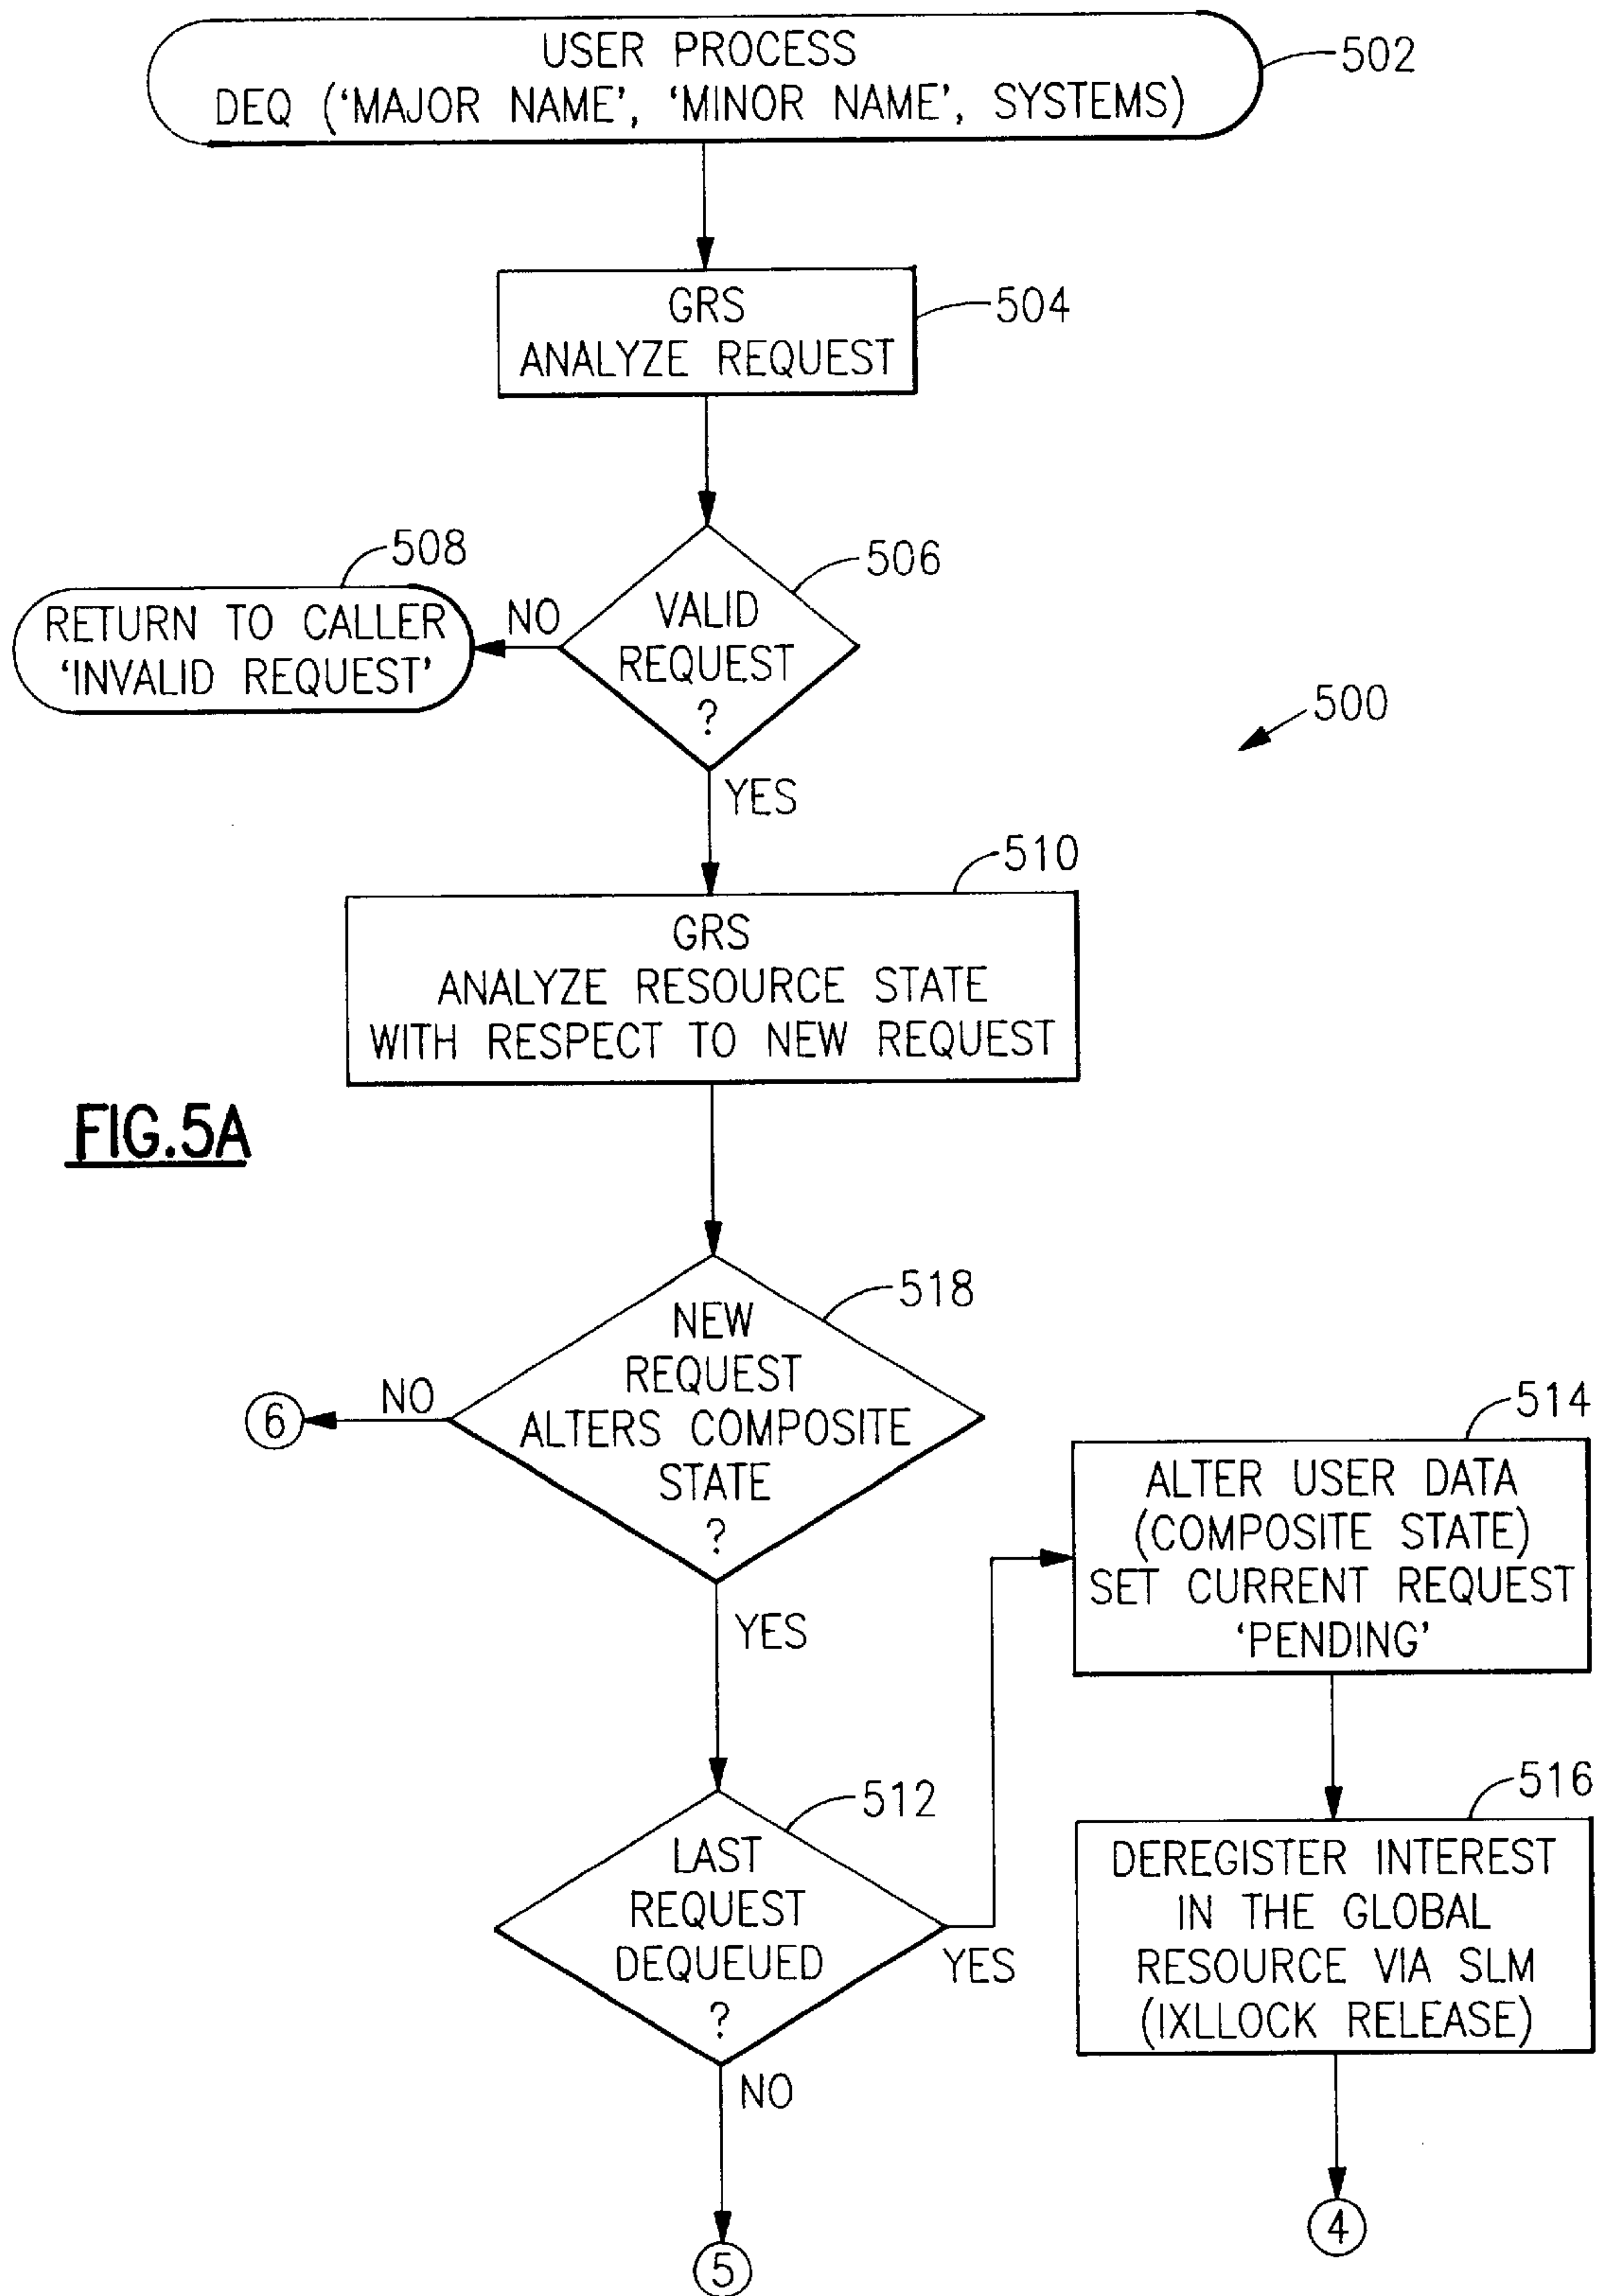 USER PROCESS
DEQ (‘MAJOR NAME’, ‘MINOR NAME’, SYSTEMS)
502
GRS
ANALYZE REQUEST
504
508
RETURN TO CALLER
‘INVALID REQUEST’
NO
VALID
REQUEST
?
506
500
YES
510
GRS
ANALYZE RESOURCE STATE
WITH RESPECT TO NEW REQUEST
FIG.5A
518
NEW
REQUEST
ALTERS COMPOSITE
STATE
?
NO
6
YES
514
ALTER USER DATA
(COMPOSITE STATE)
SET CURRENT REQUEST
‘PENDING’
512
LAST
REQUEST
DEQUEUED
?
YES
516
DEREGISTER INTEREST
IN THE GLOBAL
RESOURCE VIA SLM
(IXLLOCK RELEASE)
NO
5
4